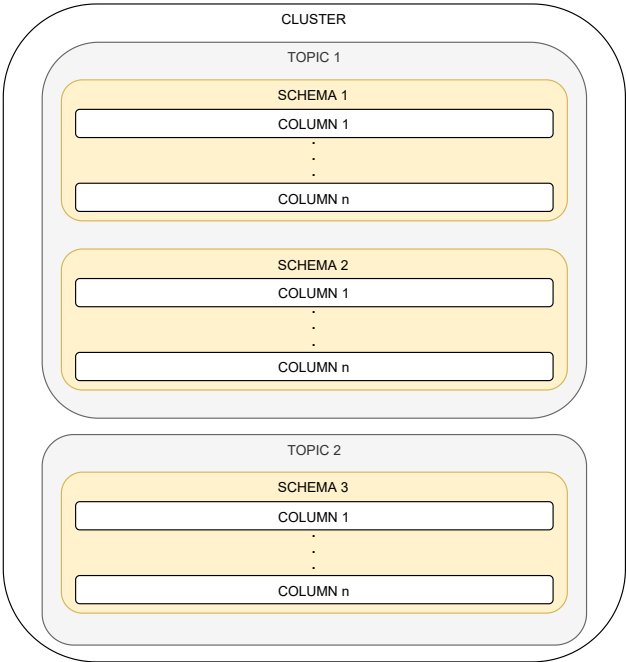 CLUSTER
TOPIC 1
SCHEMA 1
COLUMN 1
.
.
.
COLUMN n
SCHEMA 2
COLUMN 1
.
.
.
COLUMN n
TOPIC 2
SCHEMA 3
COLUMN 1
.
.
.
COLUMN n